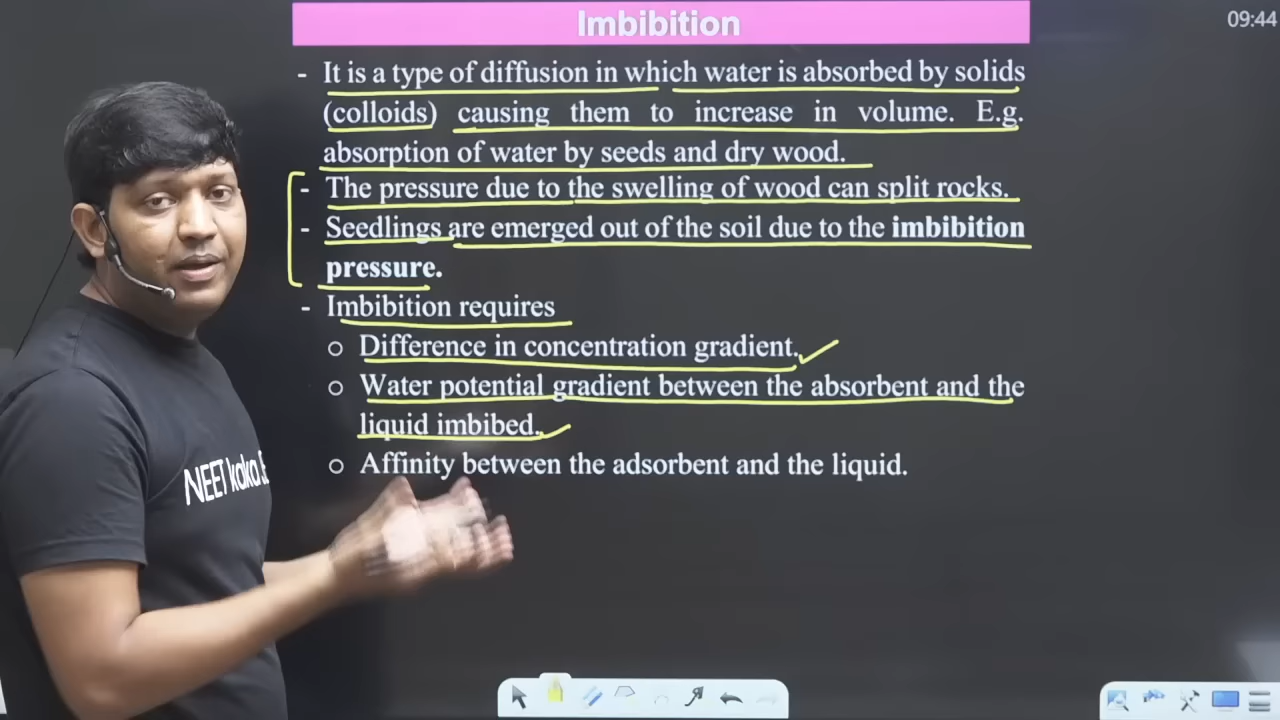 Imbibition
09:44
- It is a type of diffusion in which water is absorbed by solids
(colloids) causing them to increase in volume. E.g.
absorption of water by seeds and dry wood.
- The pressure due to the swelling of wood can split rocks.
- Seedlings are emerged out of the soil due to the imbibition
pressure.
- Imbibition requires
o Difference in concentration gradient.
o Water potential gradient between the absorbent and the
liquid imbibed.
o Affinity between the adsorbent and the liquid.
NEET kaka